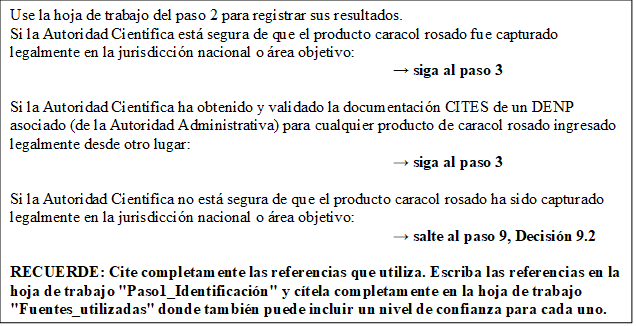 Use la hoja de trabajo del paso 2 para registrar sus resultados.
Si la Autoridad Cientifica está segura de que el producto caracol rosado fue capturado
legalmente en la jurisdicción nacional o área objetivo:
→ siga al paso 3
Si la Autoridad Cientifica ha obtenido y validado la documentación CITES de un DENP
asociado (de la Autoridad Administrativa) para cualquier producto de caracol rosado ingresado
legalmente desde otro lugar:
→ siga al paso 3
Si la Autoridad Cientifica no está segura de que el producto caracol rosado ha sido capturado
legalmente en la jurisdicción nacional o área objetivo:
→ salte al paso 9, Decisión 9.2
RECUERDE: Cite completamente las referencias que utiliza. Escriba las referencias en la
hoja de trabajo "Paso1_Identificación" y cítela completamente en la hoja de trabajo
"Fuentes_utilizadas" donde también puede incluir un nivel de confianza para cada uno.